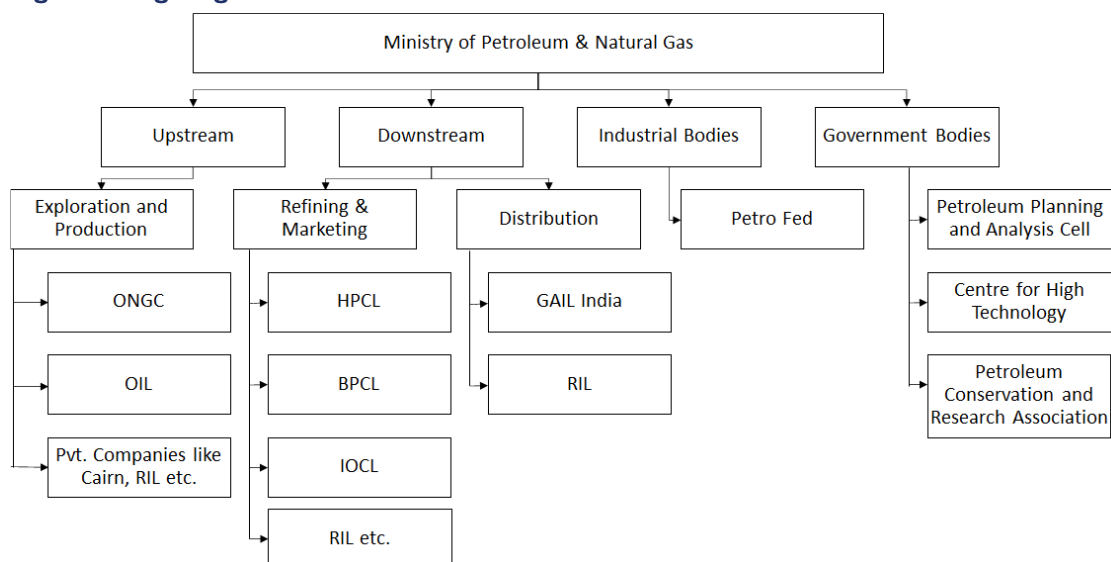 Ministry of Petroleum & Natural Gas
Upstream
Downstream
Industrial Bodies
Government Bodies
Exploration and
Production
Refining &
Marketing
Distribution
Petro Fed
Petroleum Planning
and Analysis Cell
ONGC
HPCL
GAIL India
Centre for High
Technology
OIL
BPCL
RIL
Petroleum
Conservation and
Research Association
Pvt. Companies like
Cairn, RIL etc.
IOCL
RIL etc.